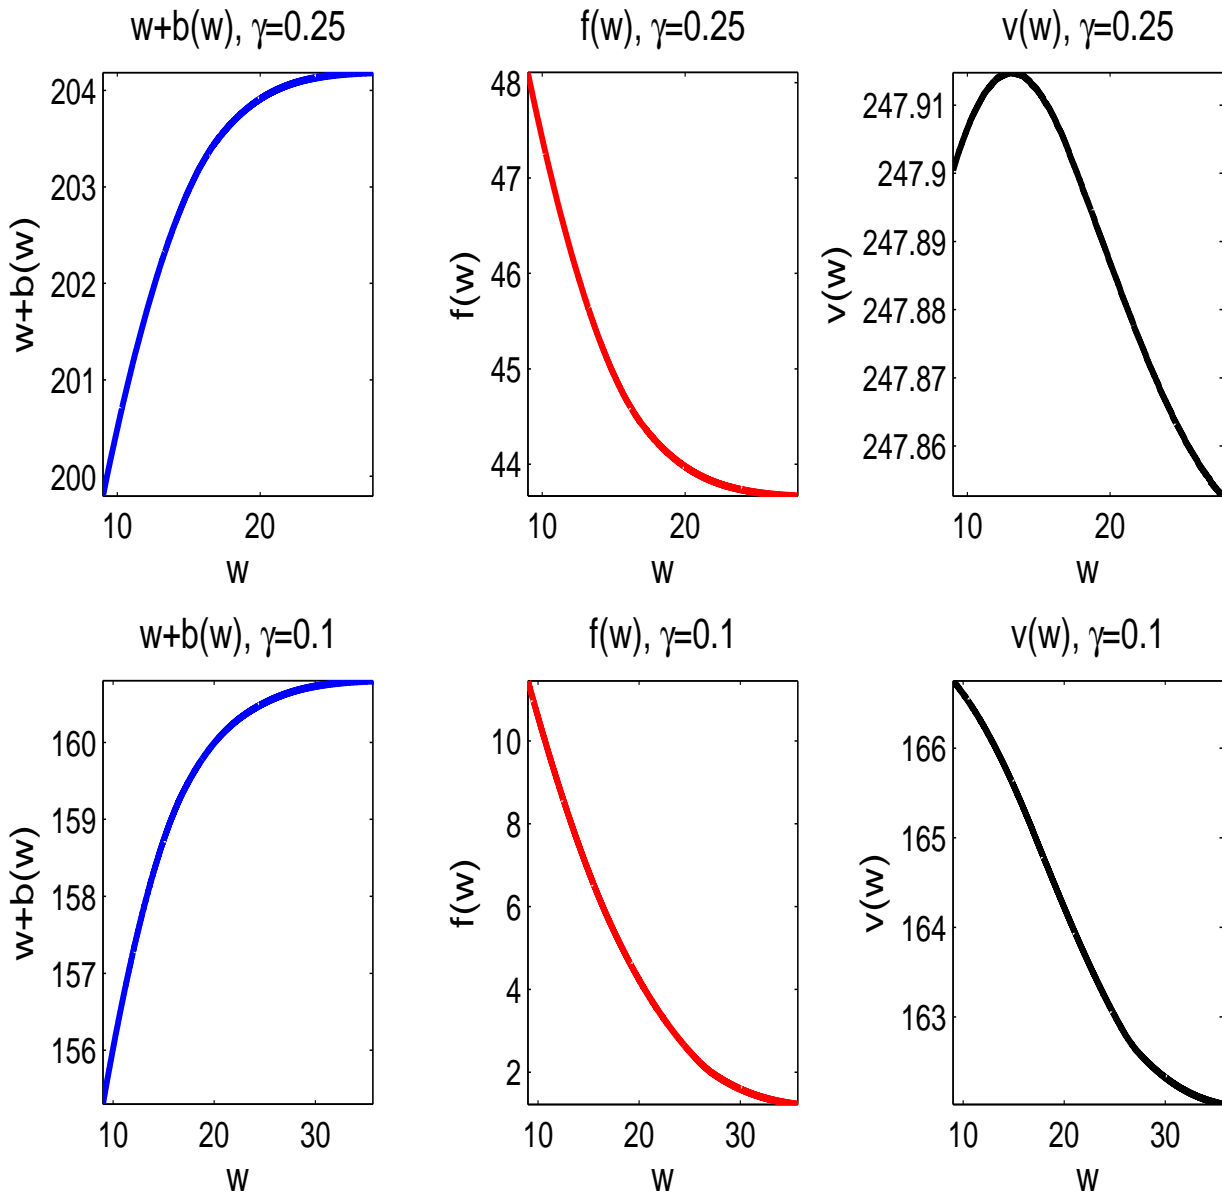 w+b(w), γ=0.25
f(w), γ=0.25
v(w), γ=0.25
w+b(w)
204
203
202
201
200
10
20
w
f(w)
48
47
46
45
44
10
20
w
v(w)
247.91
247.9
247.89
247.88
247.87
247.86
10
20
w
w+b(w), γ=0.1
f(w), γ=0.1
v(w), γ=0.1
w+b(w)
160
159
158
157
156
10
20
30
w
f(w)
10
8
6
4
2
10
20
30
w
v(w)
166
165
164
163
10
20
30
w